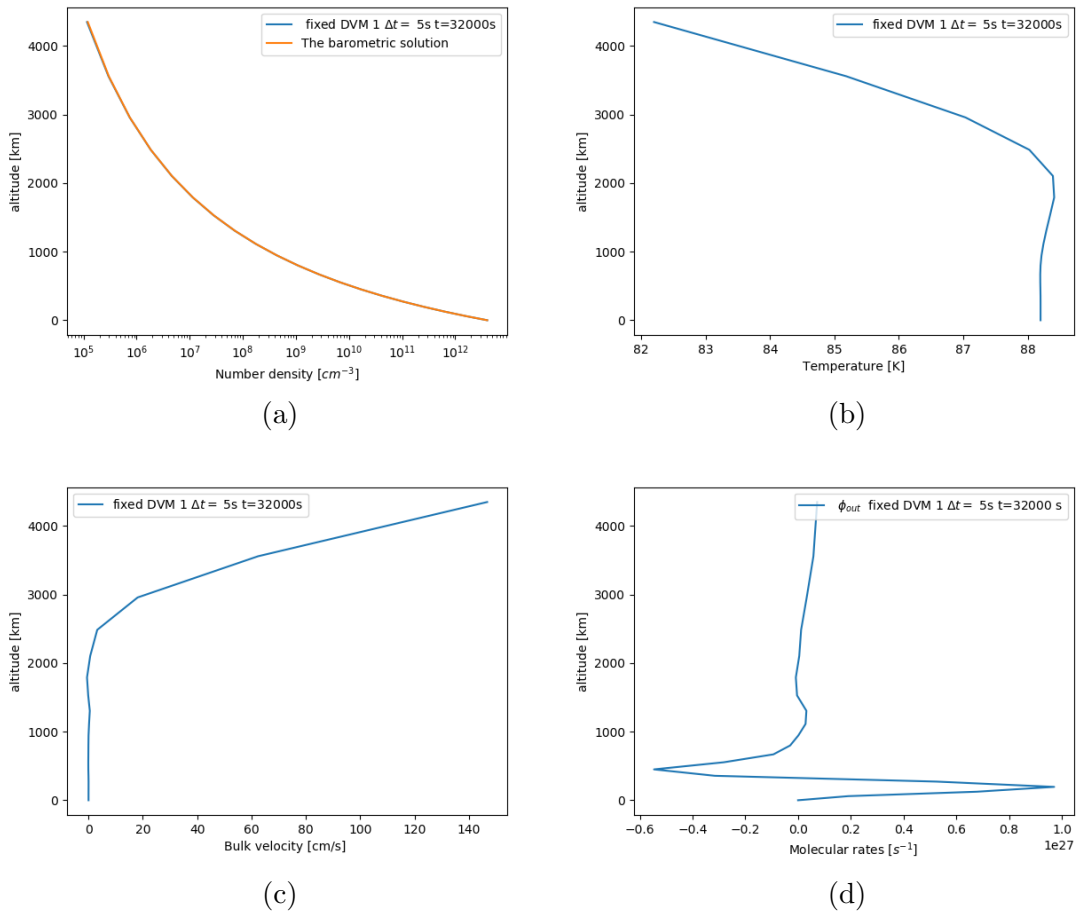 fixed DVM 1 Δt = 5s t=32000s
The barometric solution
altitude [km]
4000
3000
2000
1000
0
10^5 10^6 10^7 10^8 10^9 10^10 10^11 10^12
Number density [cm^−3]
(a)
fixed DVM 1 Δt = 5s t=32000s
altitude [km]
4000
3000
2000
1000
0
82 83 84 85 86 87 88
Temperature [K]
(b)
fixed DVM 1 Δt = 5s t=32000s
altitude [km]
4000
3000
2000
1000
0
0 20 40 60 80 100 120 140
Bulk velocity [cm/s]
(c)
ϕ_out fixed DVM 1 Δt = 5s t=32000 s
altitude [km]
4000
3000
2000
1000
0
−0.6 −0.4 −0.2 0.0 0.2 0.4 0.6 0.8 1.0
1e27
Molecular rates [s^−1]
(d)